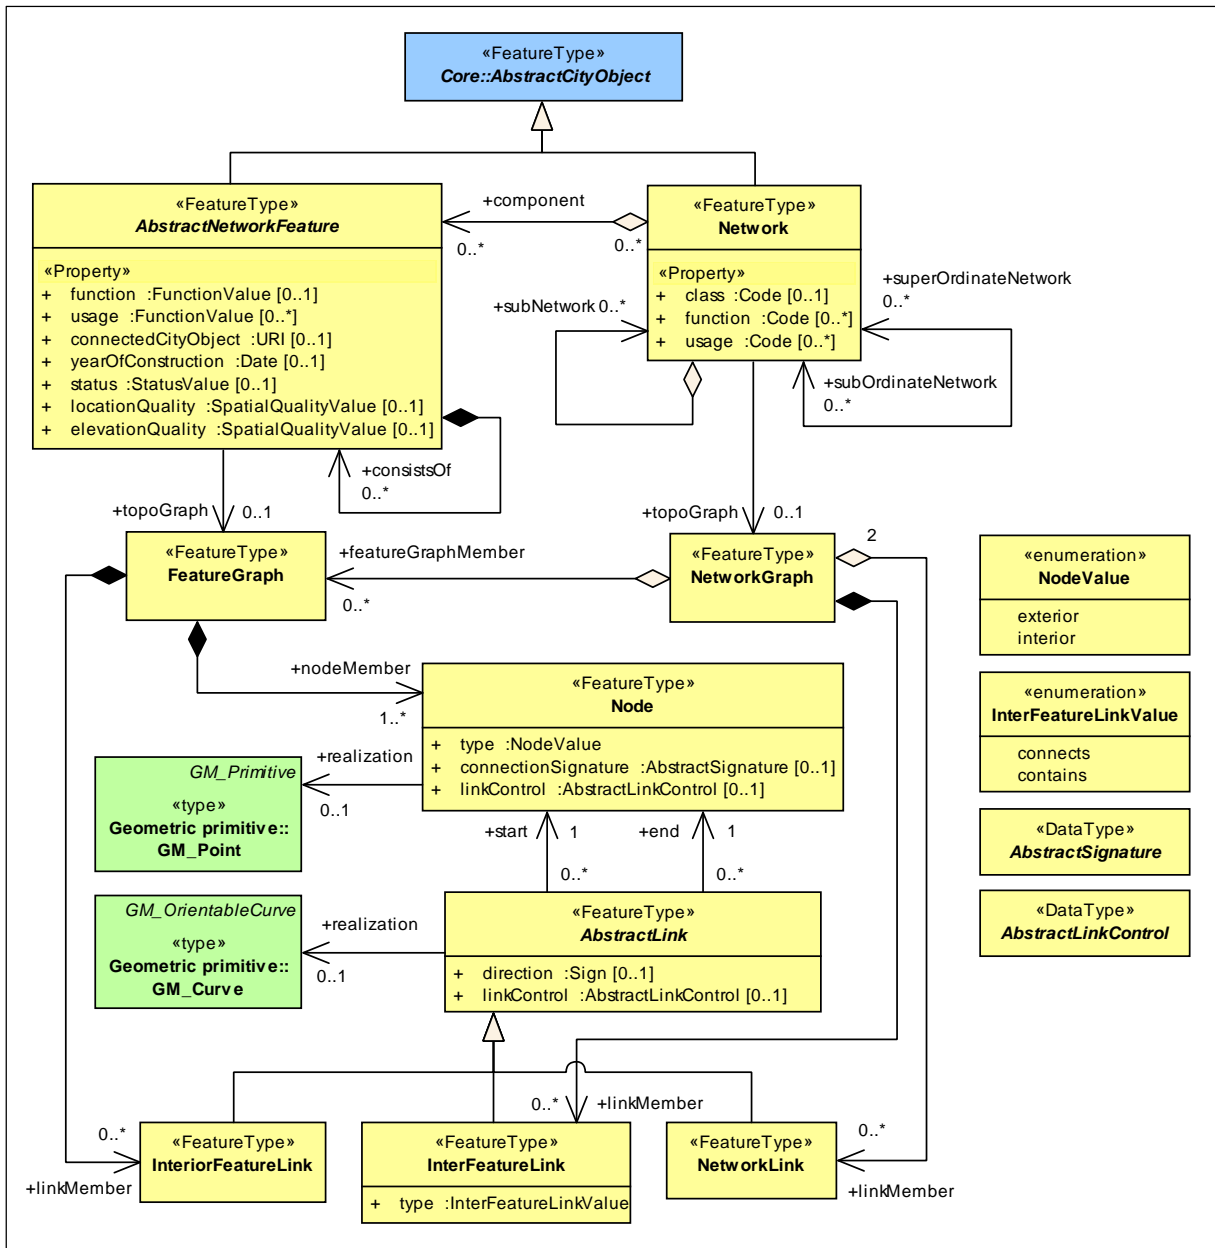 «FeatureType»
Core::AbstractCityObject
«FeatureType»
AbstractNetworkFeature
«Property»
+ function :FunctionValue [0..1]
+ usage :FunctionValue [0..*]
+ connectedCityObject :URI [0..1]
+ yearOfConstruction :Date [0..1]
+ status :StatusValue [0..1]
+ locationQuality :SpatialQualityValue [0..1]
+ elevationQuality :SpatialQualityValue [0..1]
+component
0..*
0..*
«FeatureType»
Network
«Property»
+ class :Code [0..1]
+ function :Code [0..*]
+ usage :Code [0..*]
+subNetwork 0..*
+superOrdinateNetwork
0..*
+subOrdinateNetwork
0..*
+consistsOf
0..*
+topoGraph
0..1
+topoGraph
0..1
«FeatureType»
FeatureGraph
+featureGraphMember
0..*
«FeatureType»
NetworkGraph
2
«enumeration»
NodeValue
exterior
interior
+nodeMember
1..*
«FeatureType»
Node
+ type :NodeValue
+ connectionSignature :AbstractSignature [0..1]
+ linkControl :AbstractLinkControl [0..1]
«enumeration»
InterFeatureLinkValue
connects
contains
+realization
0..1
GM_Primitive
«type»
Geometric primitive::
GM_Point
+start
1
+end
1
0..*
0..*
«DataType»
AbstractSignature
«DataType»
AbstractLinkControl
GM_OrientableCurve
«type»
Geometric primitive::
GM_Curve
+realization
0..1
«FeatureType»
AbstractLink
+ direction :Sign [0..1]
+ linkControl :AbstractLinkControl [0..1]
0..*
+linkMember
«FeatureType»
InteriorFeatureLink
0..*
+linkMember
«FeatureType»
InterFeatureLink
+ type :InterFeatureLinkValue
«FeatureType»
NetworkLink
0..*
+linkMember